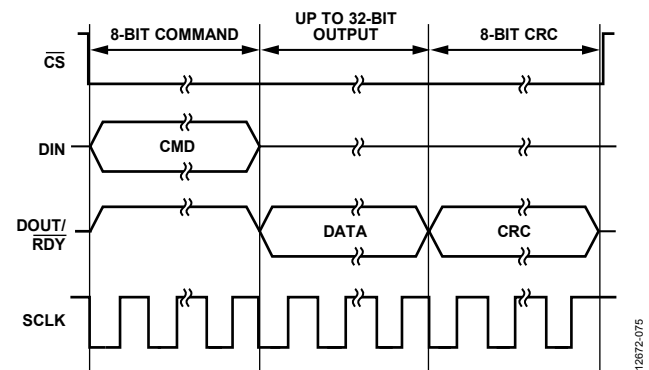 8-BIT COMMAND
UP TO 32-BIT
OUTPUT
8-BIT CRC
CS
DIN
CMD
DOUT/
RDY
DATA
CRC
SCLK
12672-075